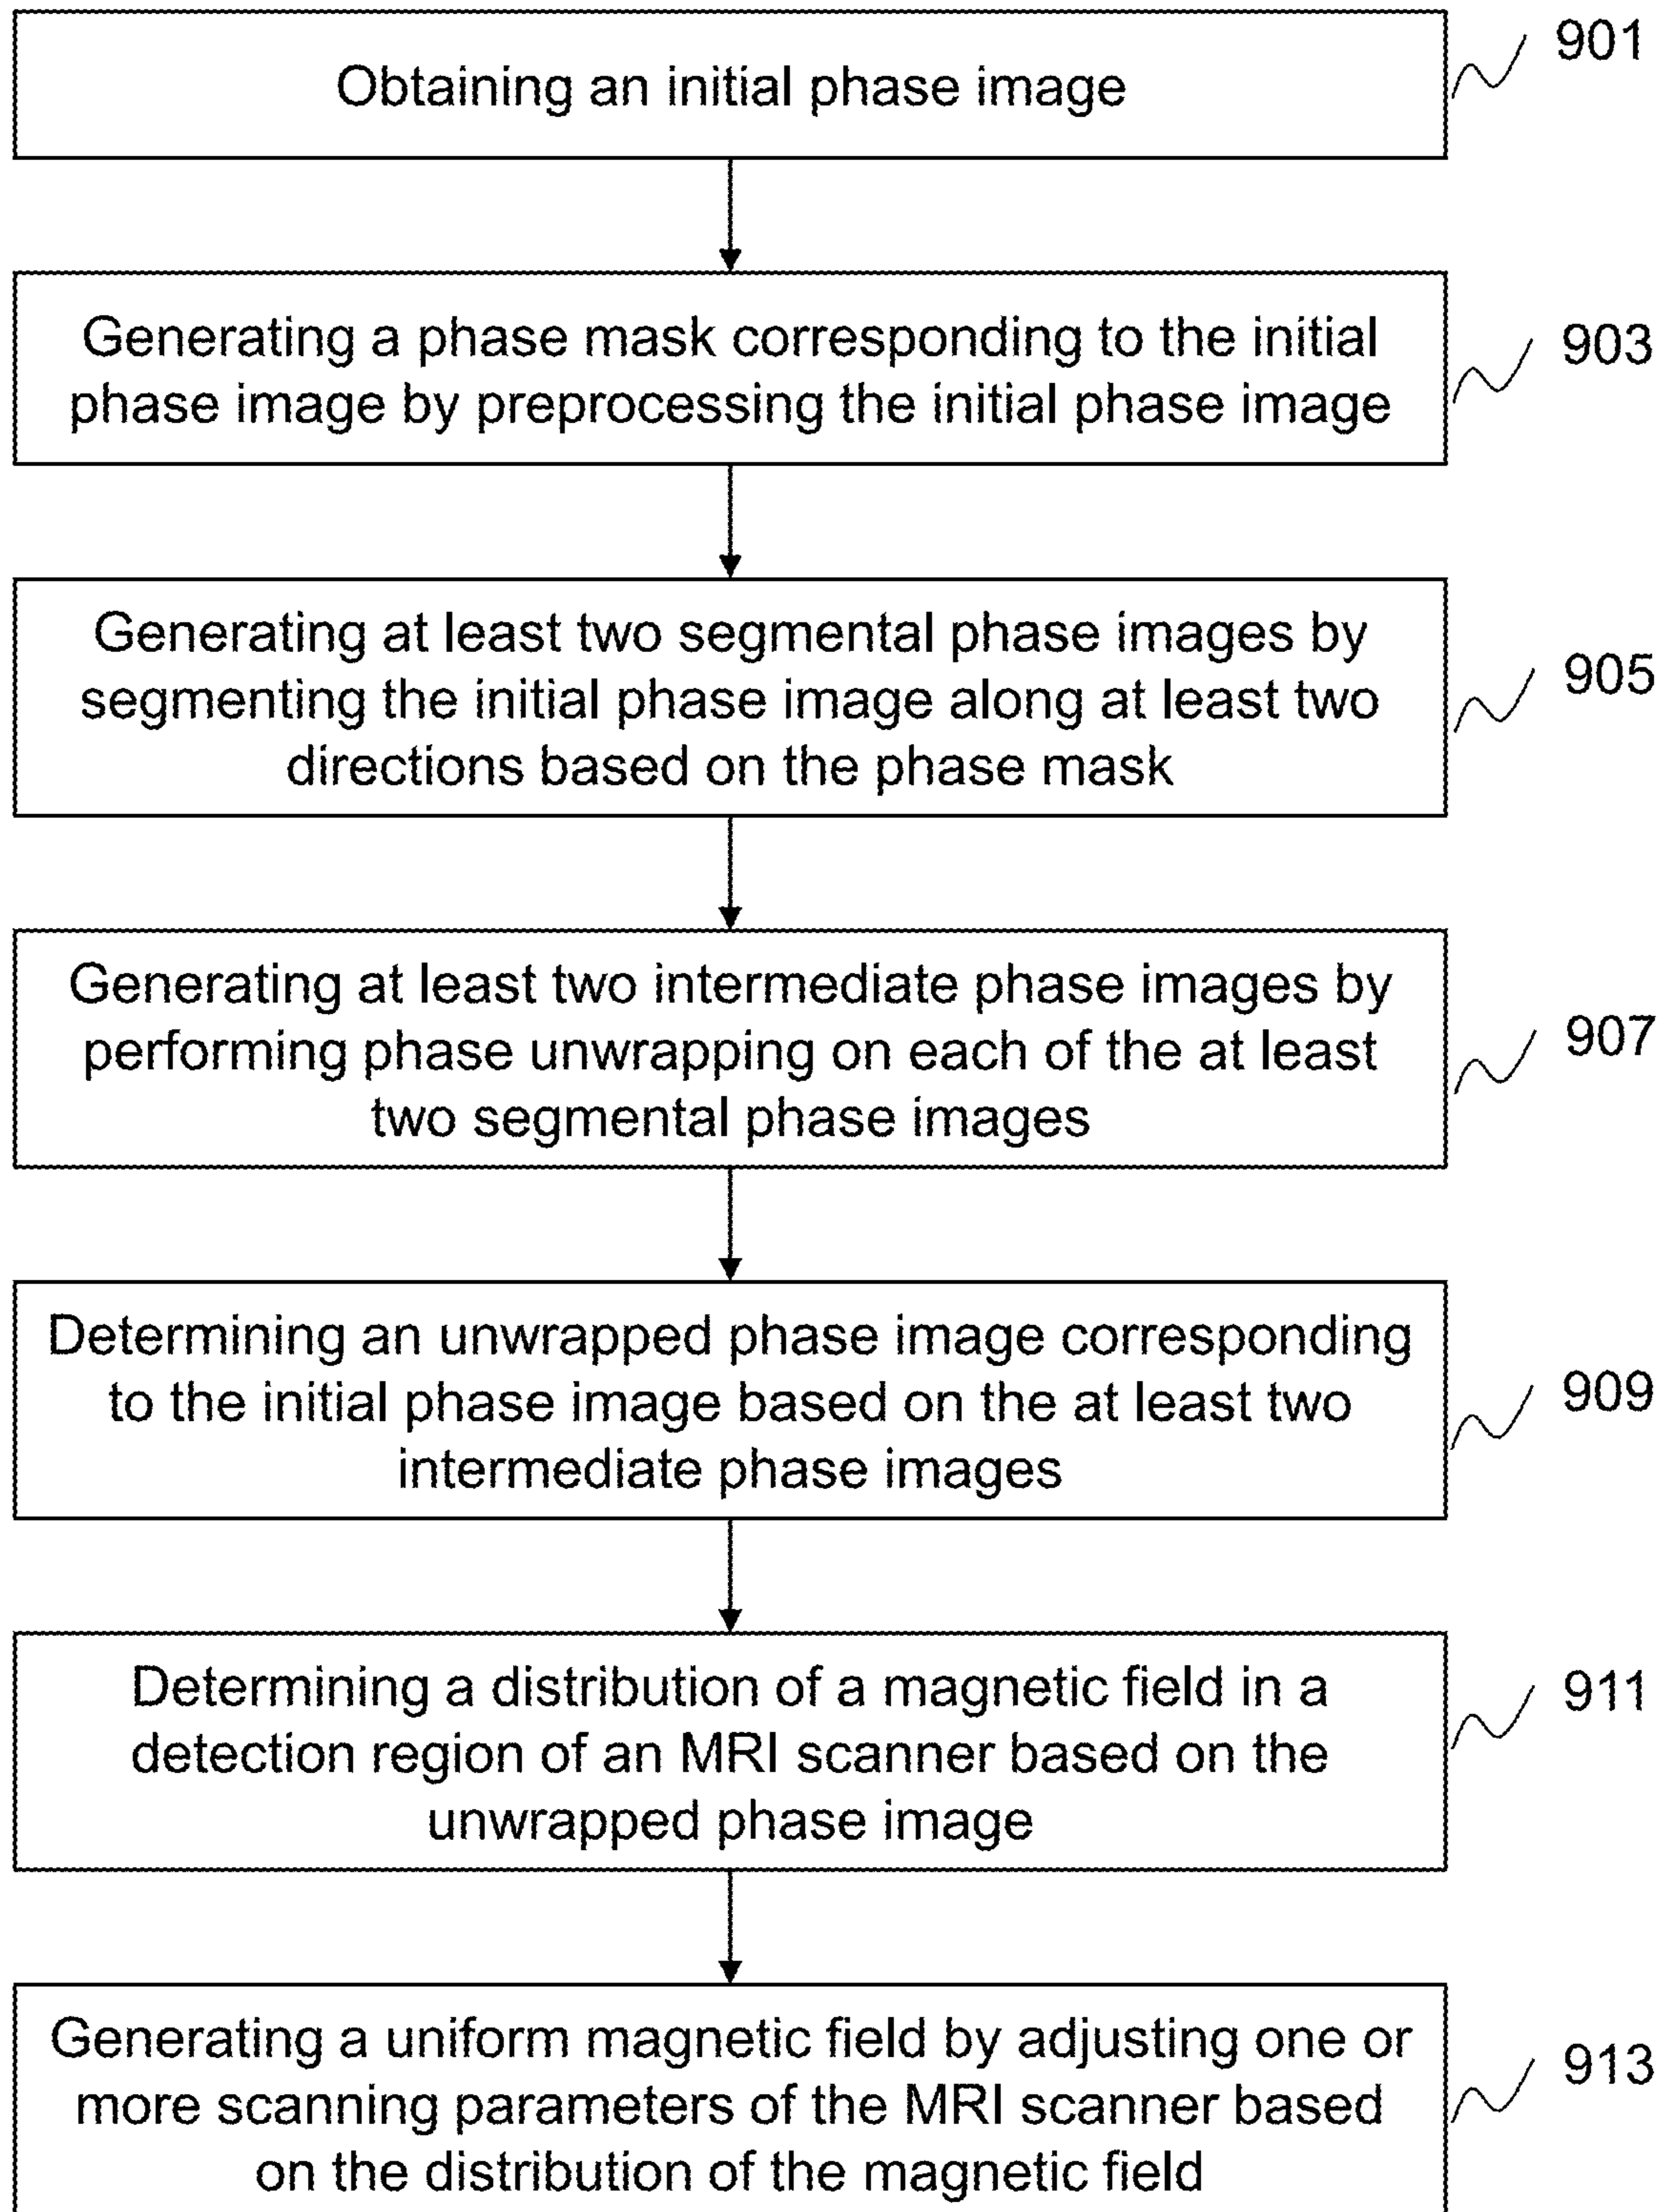 Obtaining an initial phase image
901
Generating a phase mask corresponding to the initial
phase image by preprocessing the initial phase image
903
Generating at least two segmental phase images by
segmenting the initial phase image along at least two
directions based on the phase mask
905
Generating at least two intermediate phase images by
performing phase unwrapping on each of the at least
two segmental phase images
907
Determining an unwrapped phase image corresponding
to the initial phase image based on the at least two
intermediate phase images
909
Determining a distribution of a magnetic field in a
detection region of an MRI scanner based on the
unwrapped phase image
911
Generating a uniform magnetic field by adjusting one or
more scanning parameters of the MRI scanner based
on the distribution of the magnetic field
913